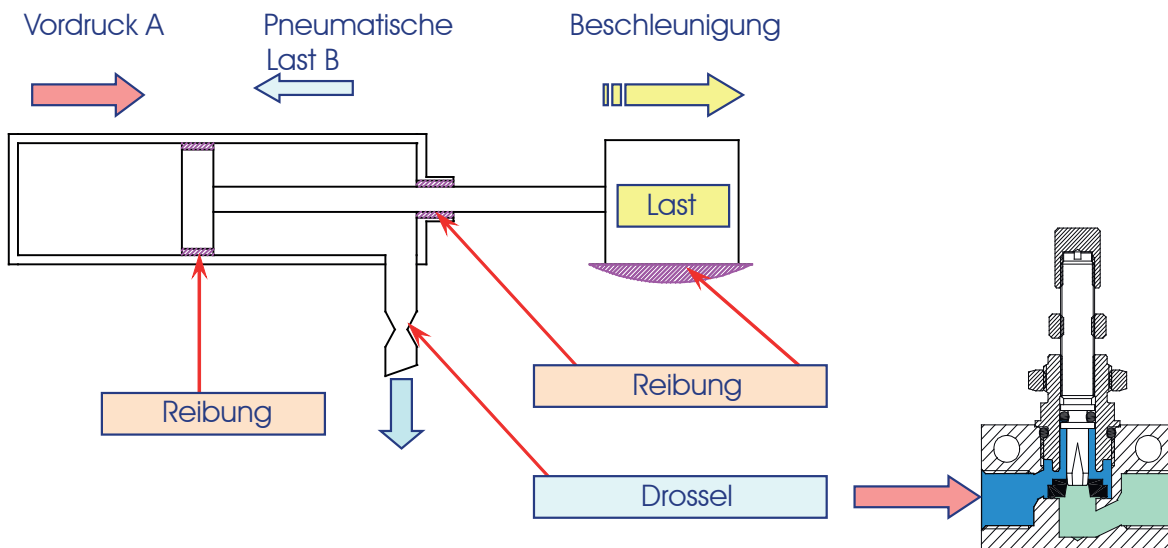 Vordruck A
Pneumatische
Last B
Beschleunigung
Last
Reibung
Reibung
Drossel